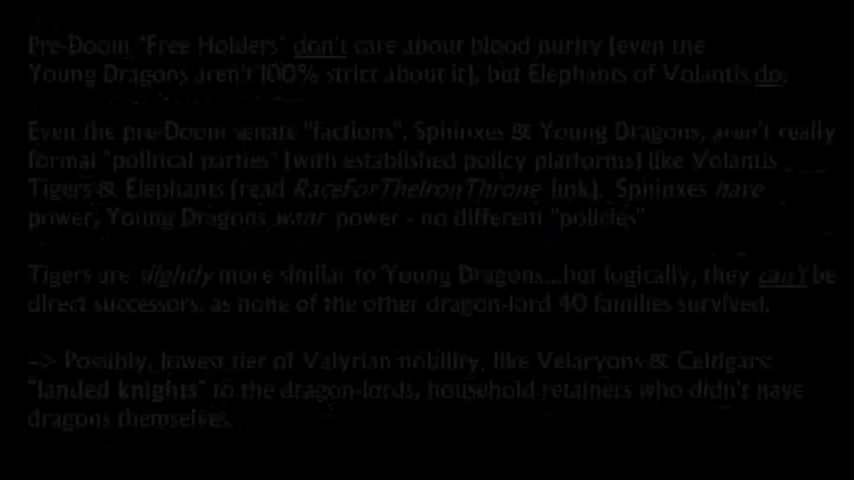 Pre-Doom "Free Holders" don't care about blood purity (even the
Young Dragons aren't 100% strict about it), but Elephants of Volantis do.
Even the pre-Doom senate "factions", Sphinxes & Young Dragons, aren't really
formal "political parties" (with established policy platforms) like Volantis
Tigers & Elephants (read RaceForTheIronThrone link). Sphinxes have
power, Young Dragons want power - no different "policies"
Tigers are slightly more similar to Young Dragons...but logically, they can't be
direct successors, as none of the other dragon-lord 40 families survived.
--> Possibly, lowest tier of Valyrian nobility, like Velaryons & Celtigars:
"landed knights" to the dragon-lords, household retainers who didn't have
dragons themselves.